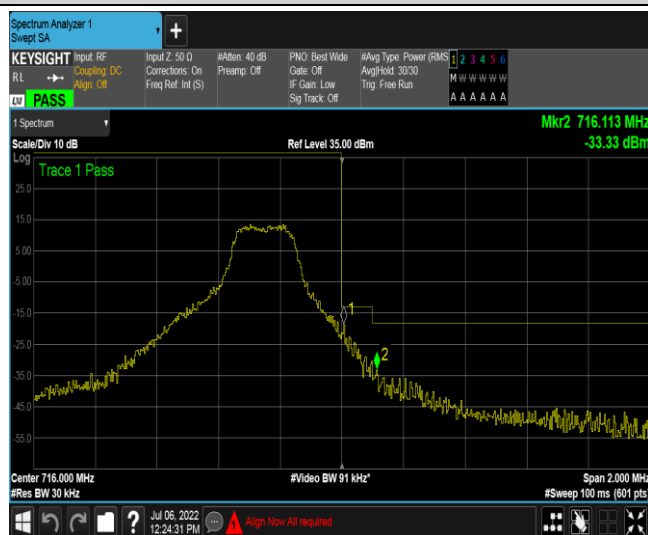 Spectrum Analyzer 1
Swept SA
+
KEYSIGHT
RL
LXI PASS
Input: RF
Coupling: DC
Align: Off
Input Z: 50 Ω
Corrections: On
Freq Ref: Int (S)
#Atten: 40 dB
Preamp: Off
PNO: Best Wide
Gate: Off
IF Gain: Low
Sig Track: Off
#Avg Type: Power (RMS
Avg|Hold: 30/30
Trig: Free Run
1 2 3 4 5 6
M W W W W W
A A A A A A
1 Spectrum
Mkr2 716.113 MHz
Scale/Div 10 dB
Ref Level 35.00 dBm
-33.33 dBm
Log
Trace 1 Pass
25.0
15.0
5.00
-5.00
-15.0
-25.0
-35.0
-45.0
-55.0
1
2
Center 716.000 MHz
#Video BW 91 kHz*
Span 2.000 MHz
#Res BW 30 kHz
#Sweep 100 ms (601 pts)
?
Jul 06, 2022
12:24:31 PM
Align Now All required